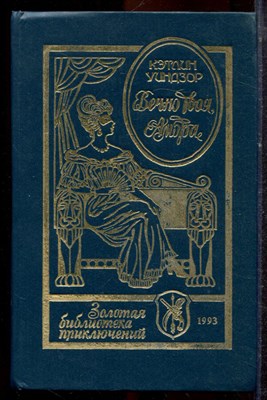 КЭТЛИН
УИНДЗОР
Вечно твоя
Эмбер
Золотая
библиотека
приключений
1993